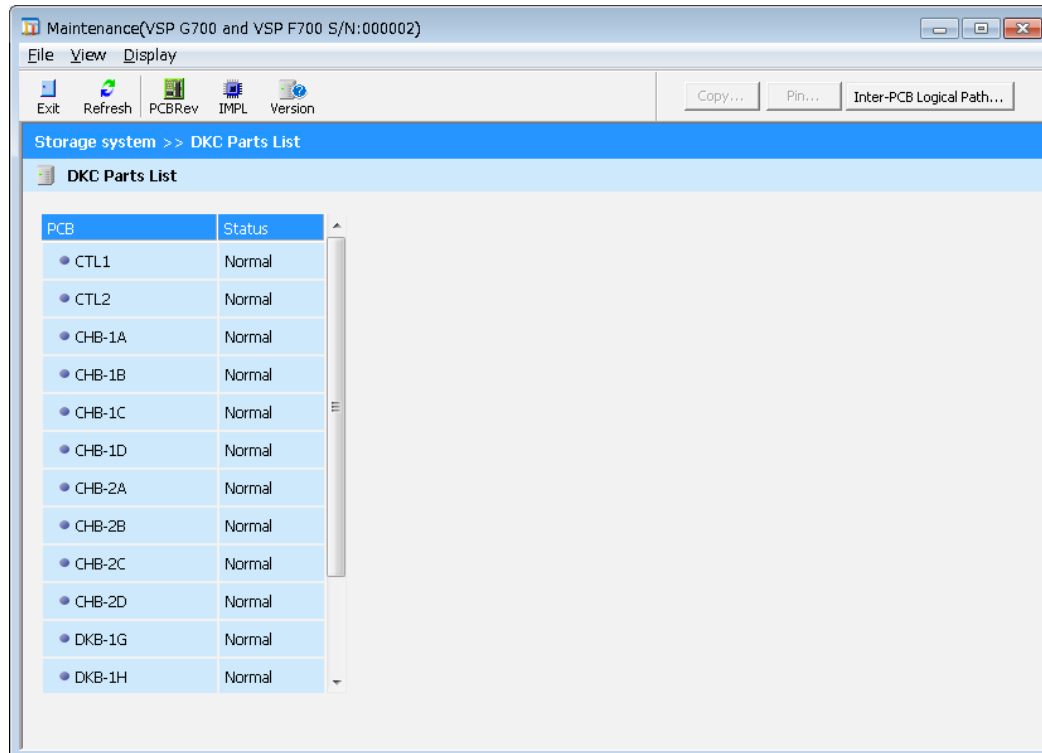 Maintenance(VSP G700 and VSP F700 S/N:000002)
File View Display
Exit Refresh PCBRev IMPL Version Copy... Pin... Inter-PCB Logical Path...
Storage system >> DKC Parts List
DKC Parts List
PCB Status
CTL1 Normal
CTL2 Normal
CHB-1A Normal
CHB-1B Normal
CHB-1C Normal
CHB-1D Normal
CHB-2A Normal
CHB-2B Normal
CHB-2C Normal
CHB-2D Normal
DKB-1G Normal
DKB-1H Normal